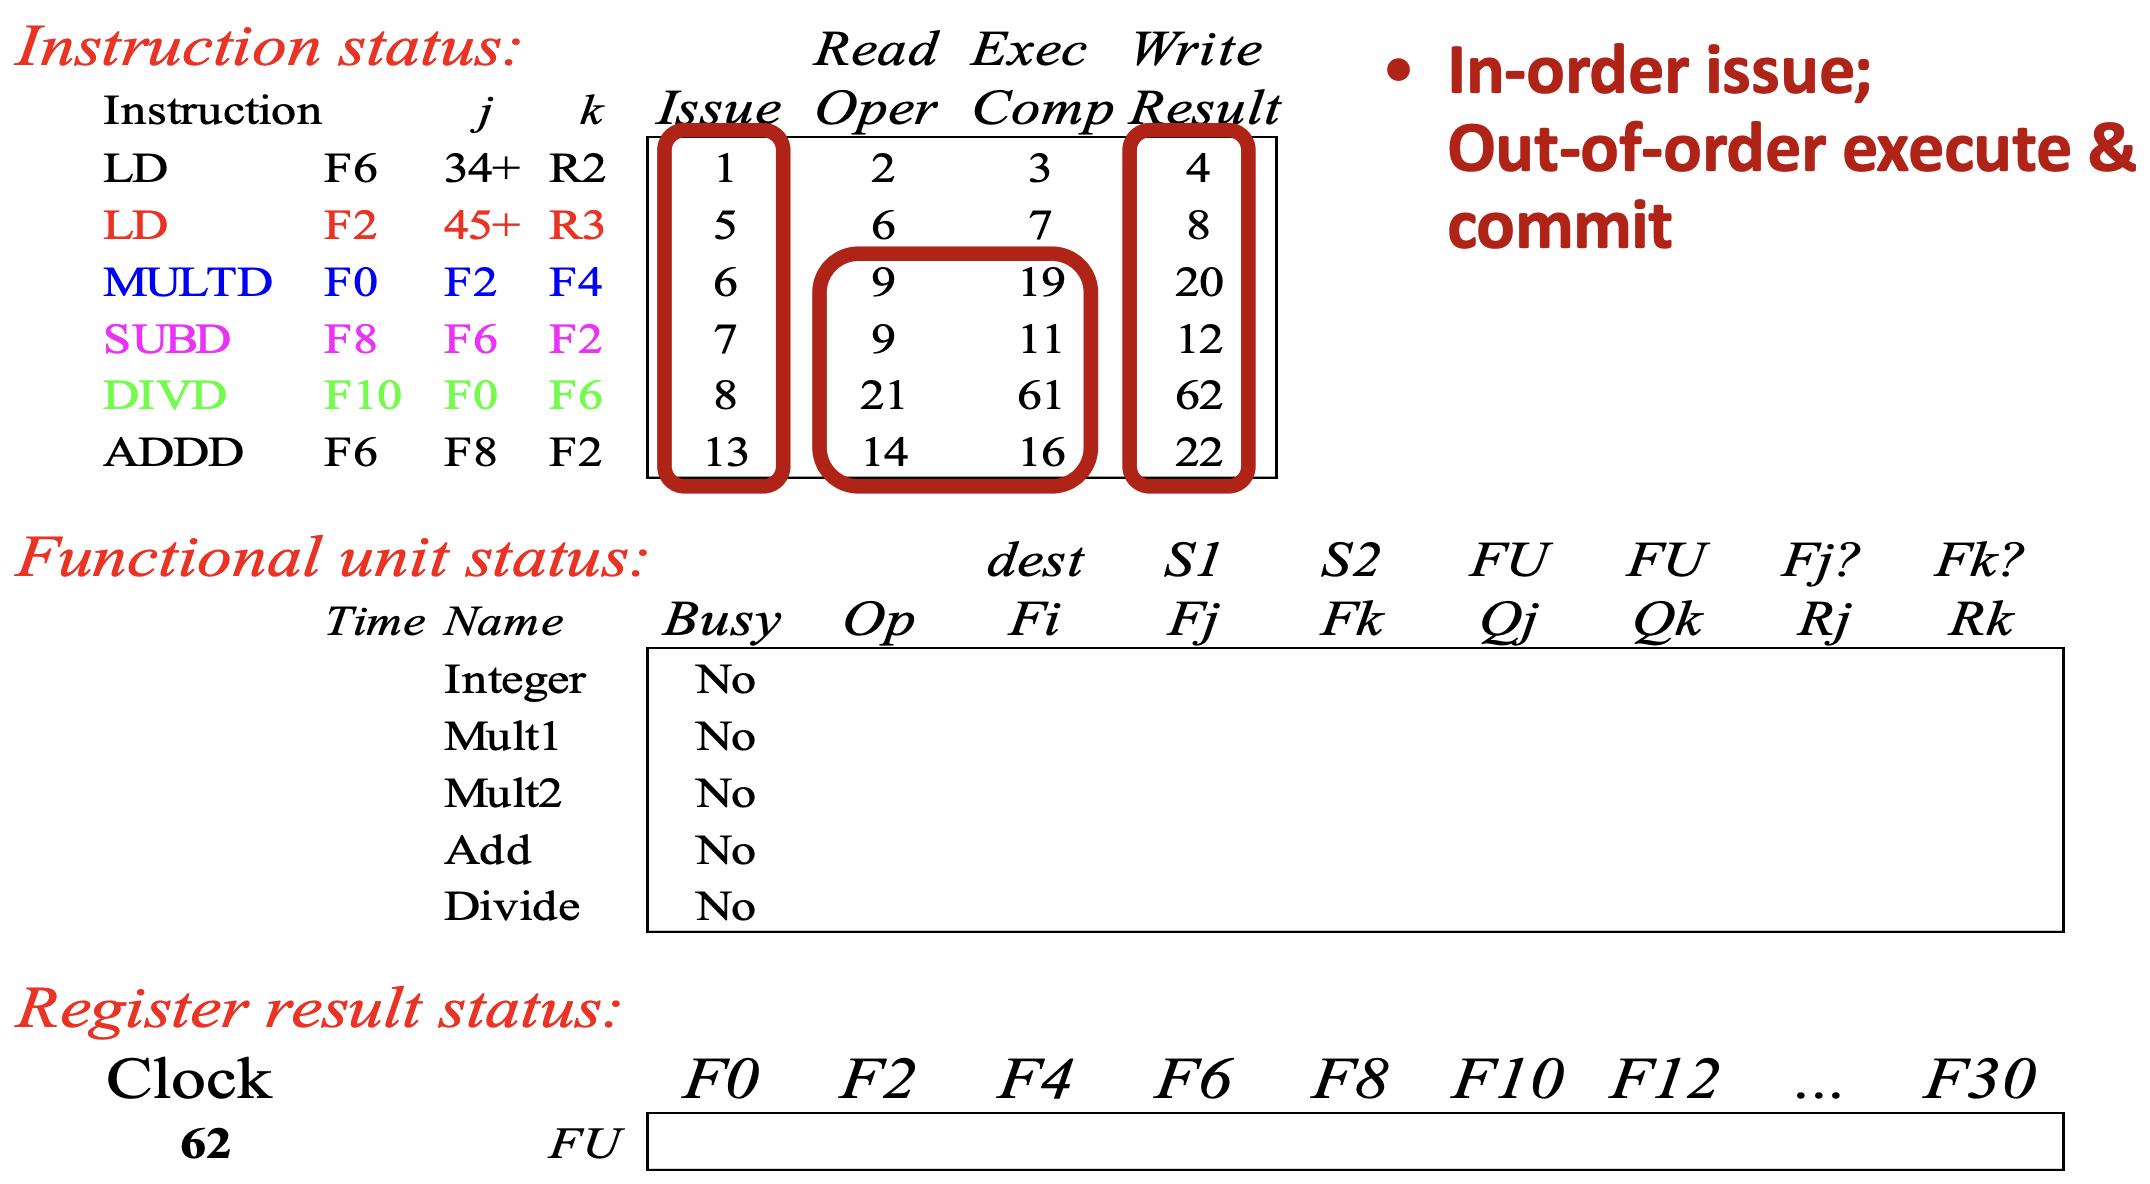 Instruction status:
Read Exec Write
Instruction j k Issue Oper Comp Result
LD F6 34+ R2 1 2 3 4
LD F2 45+ R3 5 6 7 8
MULTD F0 F2 F4 6 9 19 20
SUBD F8 F6 F2 7 9 11 12
DIVD F10 F0 F6 8 21 61 62
ADDD F6 F8 F2 13 14 16 22
• In-order issue;
Out-of-order execute &
commit
Functional unit status:
dest S1 S2 FU FU Fj? Fk?
Time Name Busy Op Fi Fj Fk Qj Qk Rj Rk
Integer No
Mult1 No
Mult2 No
Add No
Divide No
Register result status:
Clock F0 F2 F4 F6 F8 F10 F12 ... F30
62 FU